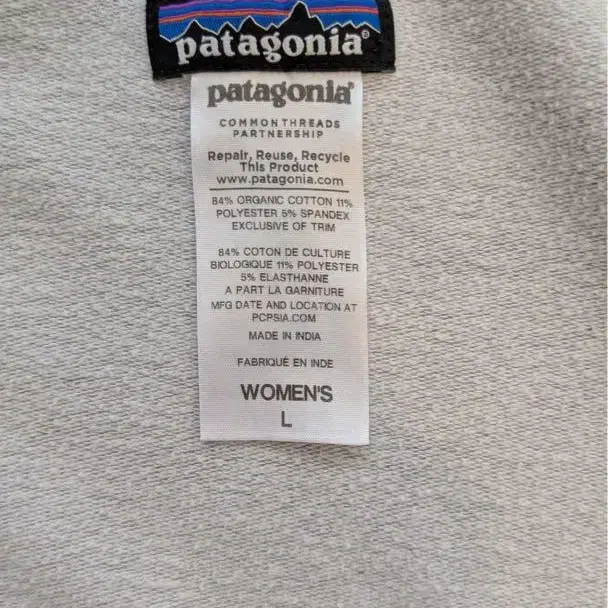 patagonia®
patagonia®
COMMON THREADS
PARTNERSHIP
Repair, Reuse, Recycle
This Product
www.patagonia.com
84% ORGANIC COTTON 11%
POLYESTER 5% SPANDEX
EXCLUSIVE OF TRIM
84% COTON DE CULTURE
BIOLOGIQUE 11% POLYESTER
5% ELASTHANNE
A PART LA GARNITURE
MFG DATE AND LOCATION AT
PCPSIA.COM
MADE IN INDIA
FABRIQUÉ EN INDE
WOMEN'S
L